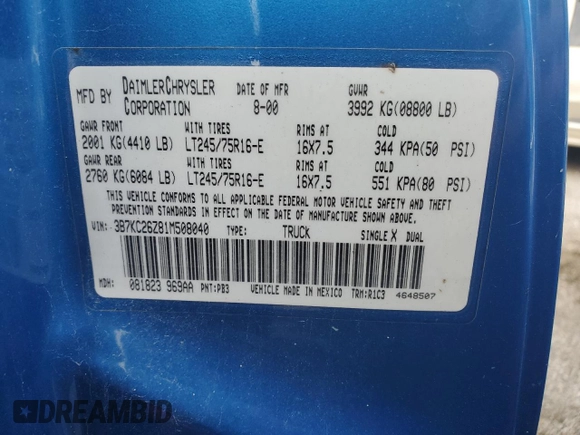 MFD BY DAIMLERCHRYSLER CORPORATION DATE OF MFR 8-00 GVWR 3992 KG(08800 LB)
GAWR FRONT WITH TIRES RIMS AT COLD
2001 KG(4410 LB) LT245/75R16-E 16X7.5 344 KPA(50 PSI)
GAWR REAR WITH TIRES RIMS AT COLD
2760 KG(6084 LB) LT245/75R16-E 16X7.5 551 KPA(80 PSI)
THIS VEHICLE CONFORMS TO ALL APPLICABLE FEDERAL MOTOR VEHICLE SAFETY AND THEFT
PREVENTION STANDARDS IN EFFECT ON THE DATE OF MANUFACTURE SHOWN ABOVE.
VIN: 3B7KC26Z81M508040 TYPE: TRUCK SINGLE X DUAL
MDH: 081823 969AA PNT:PB3 VEHICLE MADE IN MEXICO TRM:R1C3 4648507
DREAMBID